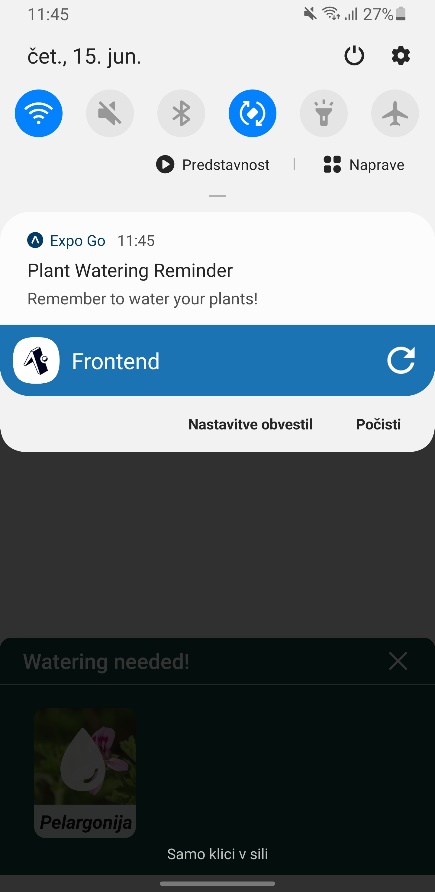 11:45
27%
čet., 15. jun.
Predstavnost
Naprave
Expo Go 11:45
Plant Watering Reminder
Remember to water your plants!
Frontend
Nastavitve obvestil
Počisti
Watering needed!
Pelargonija
Samo klici v sili